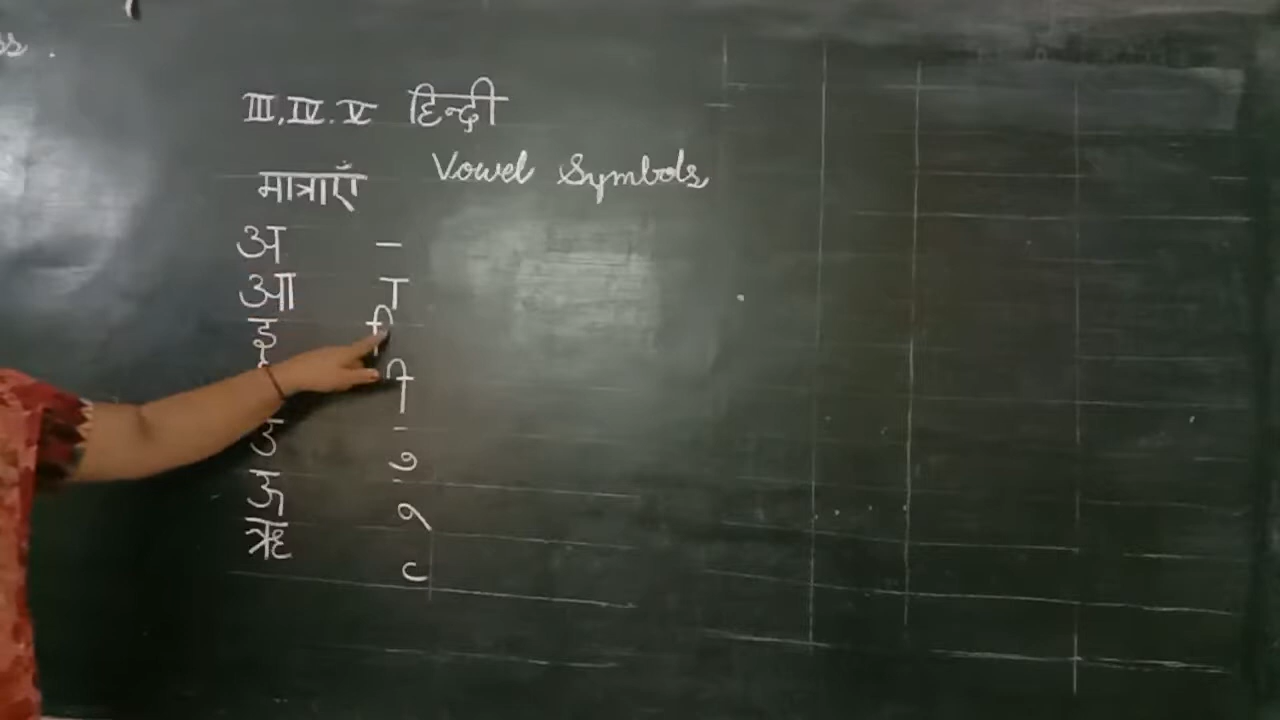 III, IV. V हिन्दी
मात्राएँ Vowel Symbols
अ –
आ ा
इ ि
ी
उ ु
ऊ ू
ऋ ृ